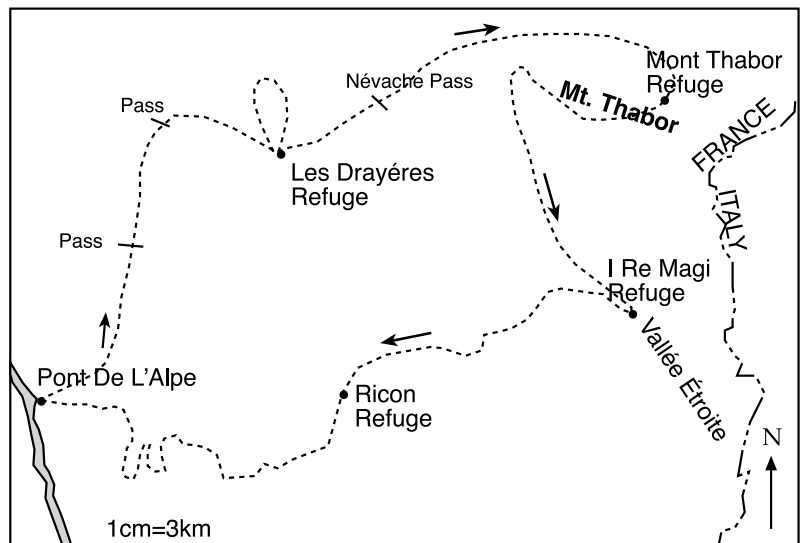 Mont Thabor
Refuge
Névache Pass
Mt. Thabor
Pass
FRANCE
Les Drayéres
Refuge
ITALY
Pass
I Re Magi
Refuge
Vallée Étroite
Pont De L'Alpe
Ricon
Refuge
N
1cm=3km